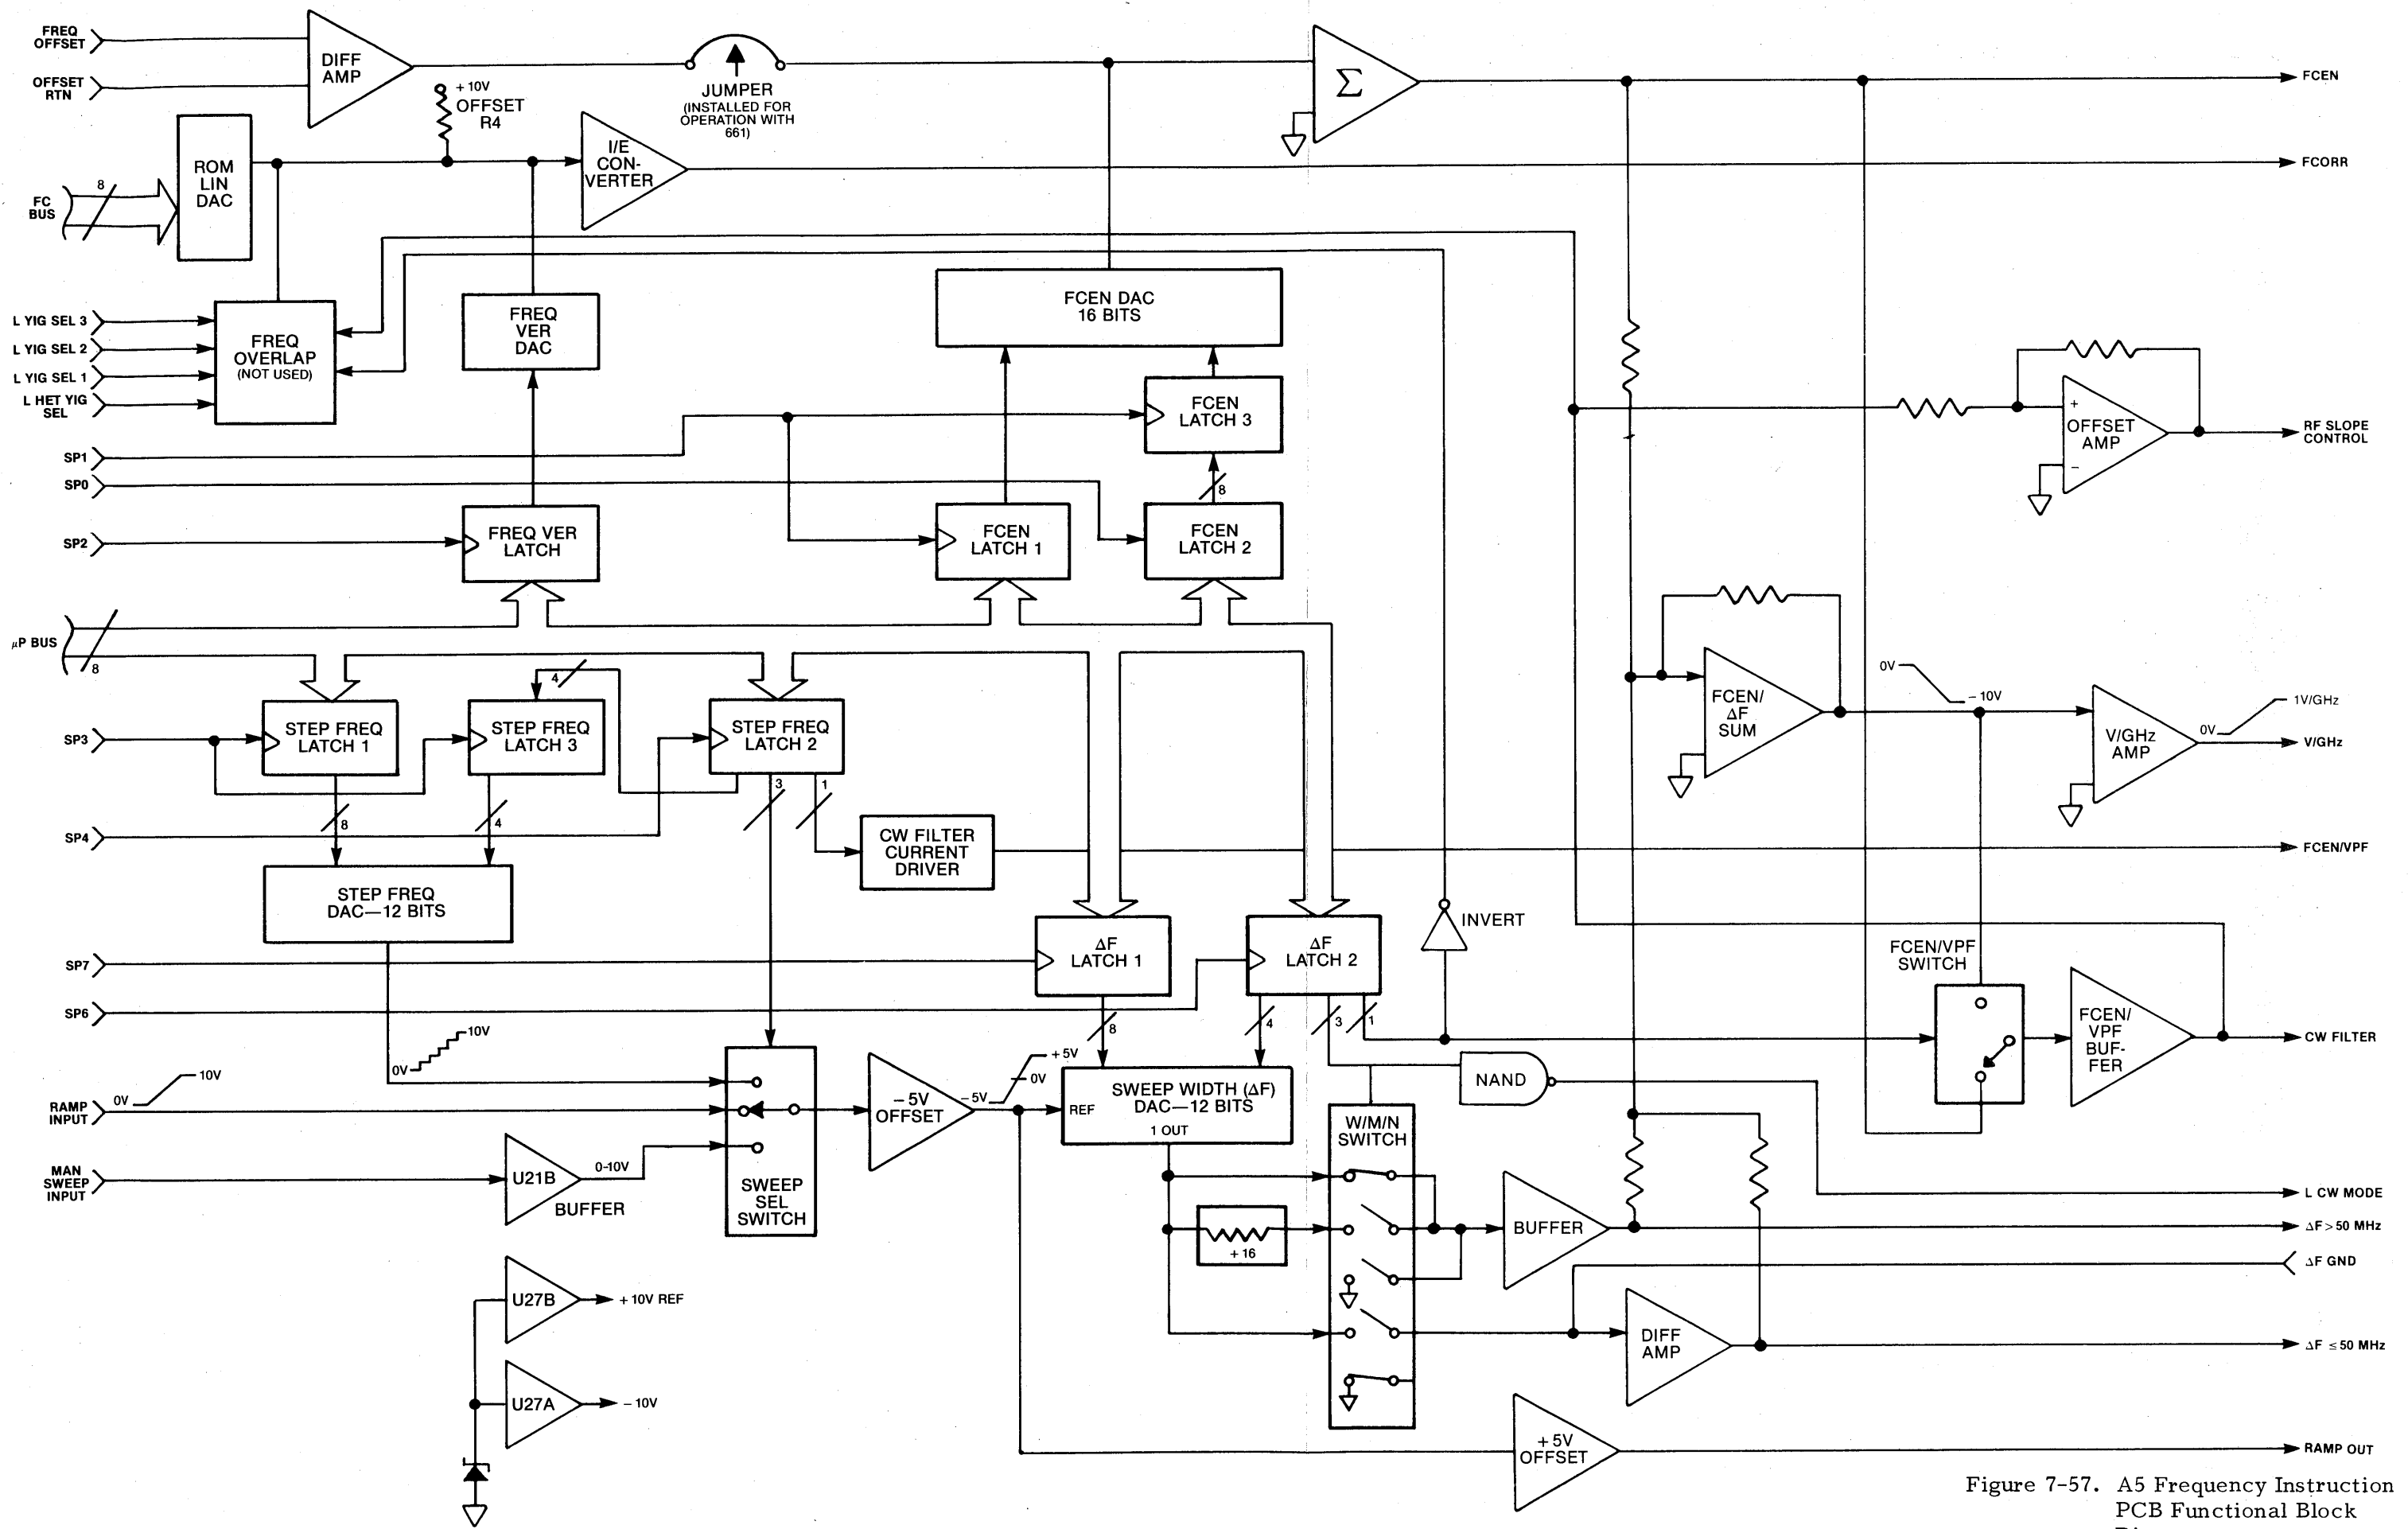 FREQ
OFFSET
OFFSET
RTN
DIFF
AMP
JUMPER
(INSTALLED FOR
OPERATION WITH
661)
Σ
FCEN
+ 10V
OFFSET
R4
ROM
LIN
DAC
FC
BUS
8
I/E
CON-
VERTER
FCORR
L YIG SEL 3
L YIG SEL 2
L YIG SEL 1
L HET YIG
SEL
FREQ
OVERLAP
(NOT USED)
FREQ
VER
DAC
FCEN DAC
16 BITS
FCEN
LATCH 3
+
OFFSET
AMP
−
RF SLOPE
CONTROL
SP1
SP0
SP2
8
FREQ VER
LATCH
FCEN
LATCH 1
FCEN
LATCH 2
μP BUS
8
4
STEP FREQ
LATCH 1
STEP FREQ
LATCH 3
STEP FREQ
LATCH 2
SP3
FCEN/
ΔF
SUM
0V
– 10V
V/GHz
AMP
0V
1V/GHz
V/GHz
8
4
3
1
SP4
CW FILTER
CURRENT
DRIVER
FCEN/VPF
STEP FREQ
DAC—12 BITS
SP7
SP6
ΔF
LATCH 1
ΔF
LATCH 2
INVERT
FCEN/VPF
SWITCH
FCEN/
VPF
BUF-
FER
CW FILTER
8
4
3
1
0V
10V
RAMP
INPUT
0V
10V
MAN
SWEEP
INPUT
U21B
0-10V
BUFFER
SWEEP
SEL
SWITCH
– 5V
OFFSET
– 5V
+ 5V
0V
REF
SWEEP WIDTH (ΔF)
DAC—12 BITS
1 OUT
NAND
W/M/N
SWITCH
+ 16
BUFFER
L CW MODE
ΔF > 50 MHz
ΔF GND
DIFF
AMP
ΔF ≤ 50 MHz
U27B
+ 10V REF
U27A
– 10V
+ 5V
OFFSET
RAMP OUT
Figure 7-57. A5 Frequency Instruction
PCB Functional Block